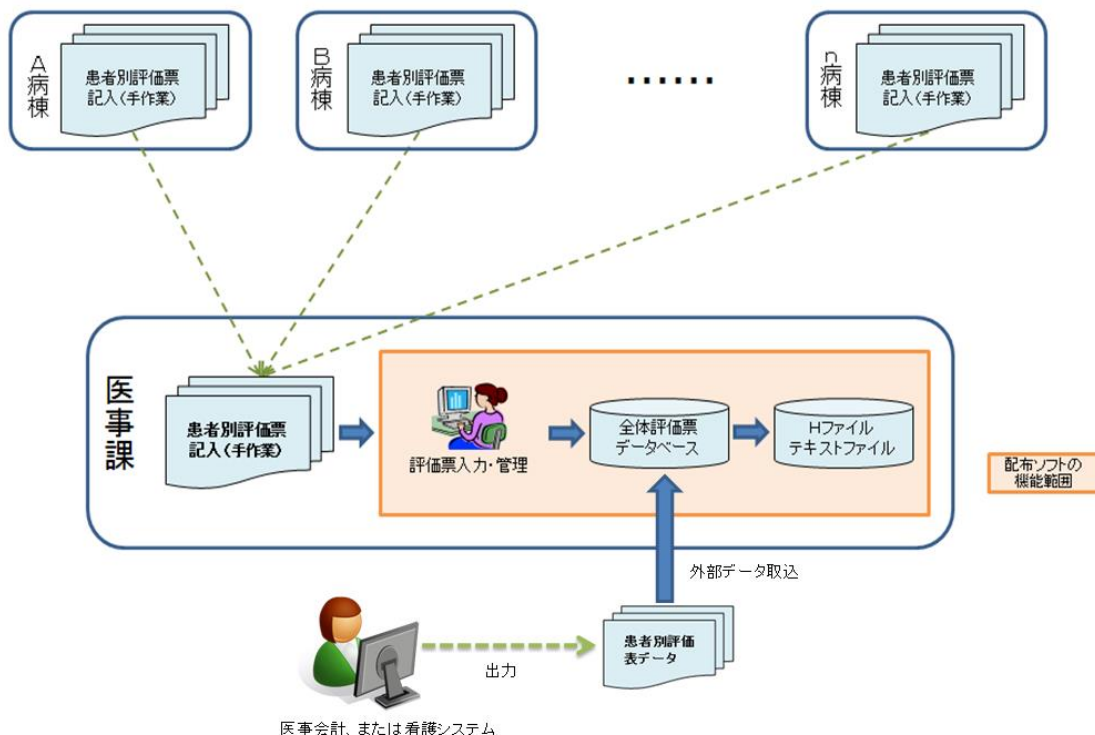 A病棟
患者別評価票
記入(手作業)
B病棟
患者別評価票
記入(手作業)
……
n病棟
患者別評価票
記入(手作業)
医事課
患者別評価票
記入(手作業)
評価票入力・管理
全体評価票
データベース
Hファイル
テキストファイル
配布ソフトの
機能範囲
外部データ取込
患者別評価
表データ
出力
医事会計、または看護システム